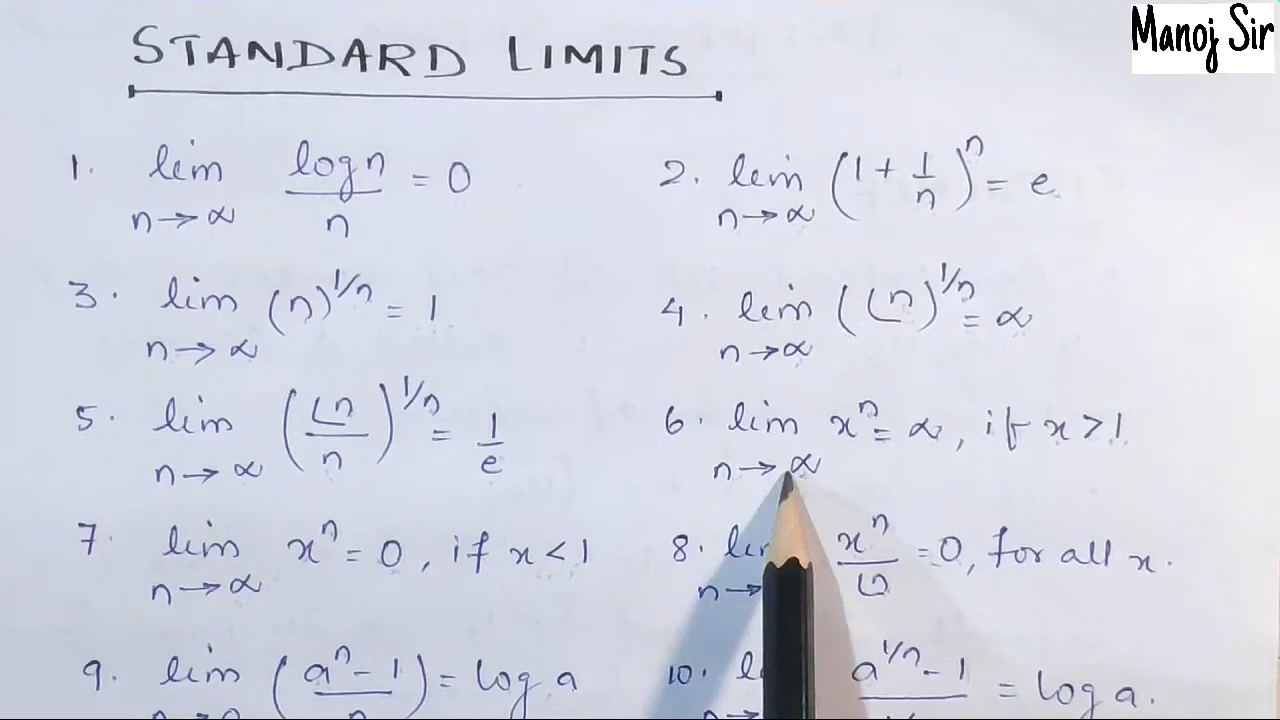 Manoj Sir
STANDARD LIMITS
1. lim n→∝ log n / n = 0
2. lim n→∝ (1 + 1/n)^n = e
3. lim n→∝ (n)^1/n = 1
4. lim n→∝ (∟n)^1/n = ∝
5. lim n→∝ (∟n / n)^1/n = 1/e
6. lim n→∝ x^n = ∝, if x > 1
7. lim n→∝ x^n = 0, if x < 1
8. n→ x^n / ∟n = 0, for all x.
9. lim (a^n - 1 / n) = log a
10. a^1/n - 1 = log a.